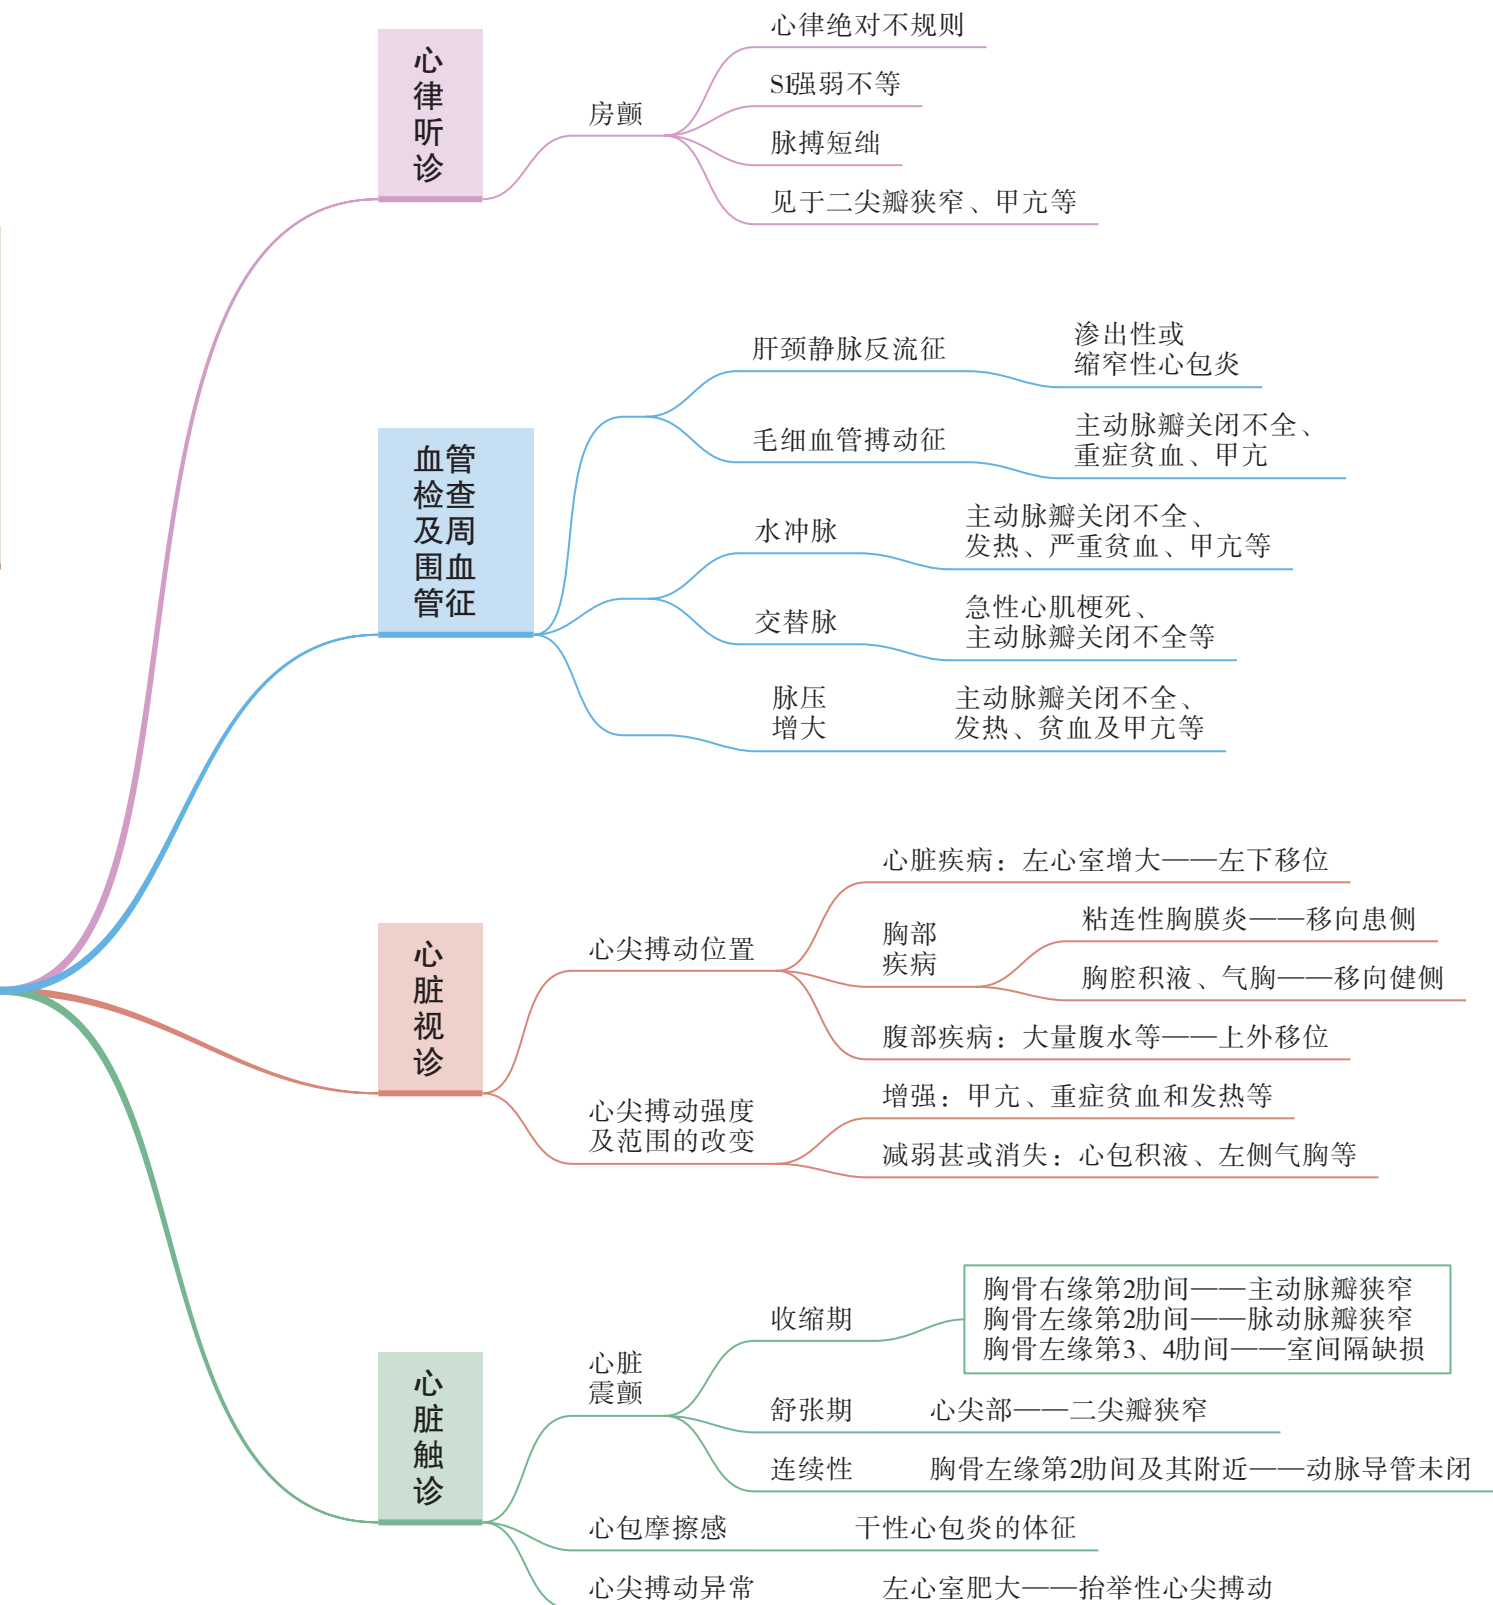 心
律
听
诊
房颤
心律绝对不规则
S1强弱不等
脉搏短绌
见于二尖瓣狭窄、甲亢等
血管
检查
及周
围血
管征
肝颈静脉反流征
渗出性或
缩窄性心包炎
毛细血管搏动征
主动脉瓣关闭不全、
重症贫血、甲亢
水冲脉
主动脉瓣关闭不全、
发热、严重贫血、甲亢等
交替脉
急性心肌梗死、
主动脉瓣关闭不全等
脉压
增大
主动脉瓣关闭不全、
发热、贫血及甲亢等
心
脏
视
诊
心尖搏动位置
心脏疾病：左心室增大——左下移位
胸部
疾病
粘连性胸膜炎——移向患侧
胸腔积液、气胸——移向健侧
腹部疾病：大量腹水等——上外移位
心尖搏动强度
及范围的改变
增强：甲亢、重症贫血和发热等
减弱甚或消失：心包积液、左侧气胸等
心
脏
触
诊
心脏
震颤
收缩期
胸骨右缘第2肋间——主动脉瓣狭窄
胸骨左缘第2肋间——脉动脉瓣狭窄
胸骨左缘第3、4肋间——室间隔缺损
舒张期
心尖部——二尖瓣狭窄
连续性
胸骨左缘第2肋间及其附近——动脉导管未闭
心包摩擦感
干性心包炎的体征
心尖搏动异常
左心室肥大——抬举性心尖搏动